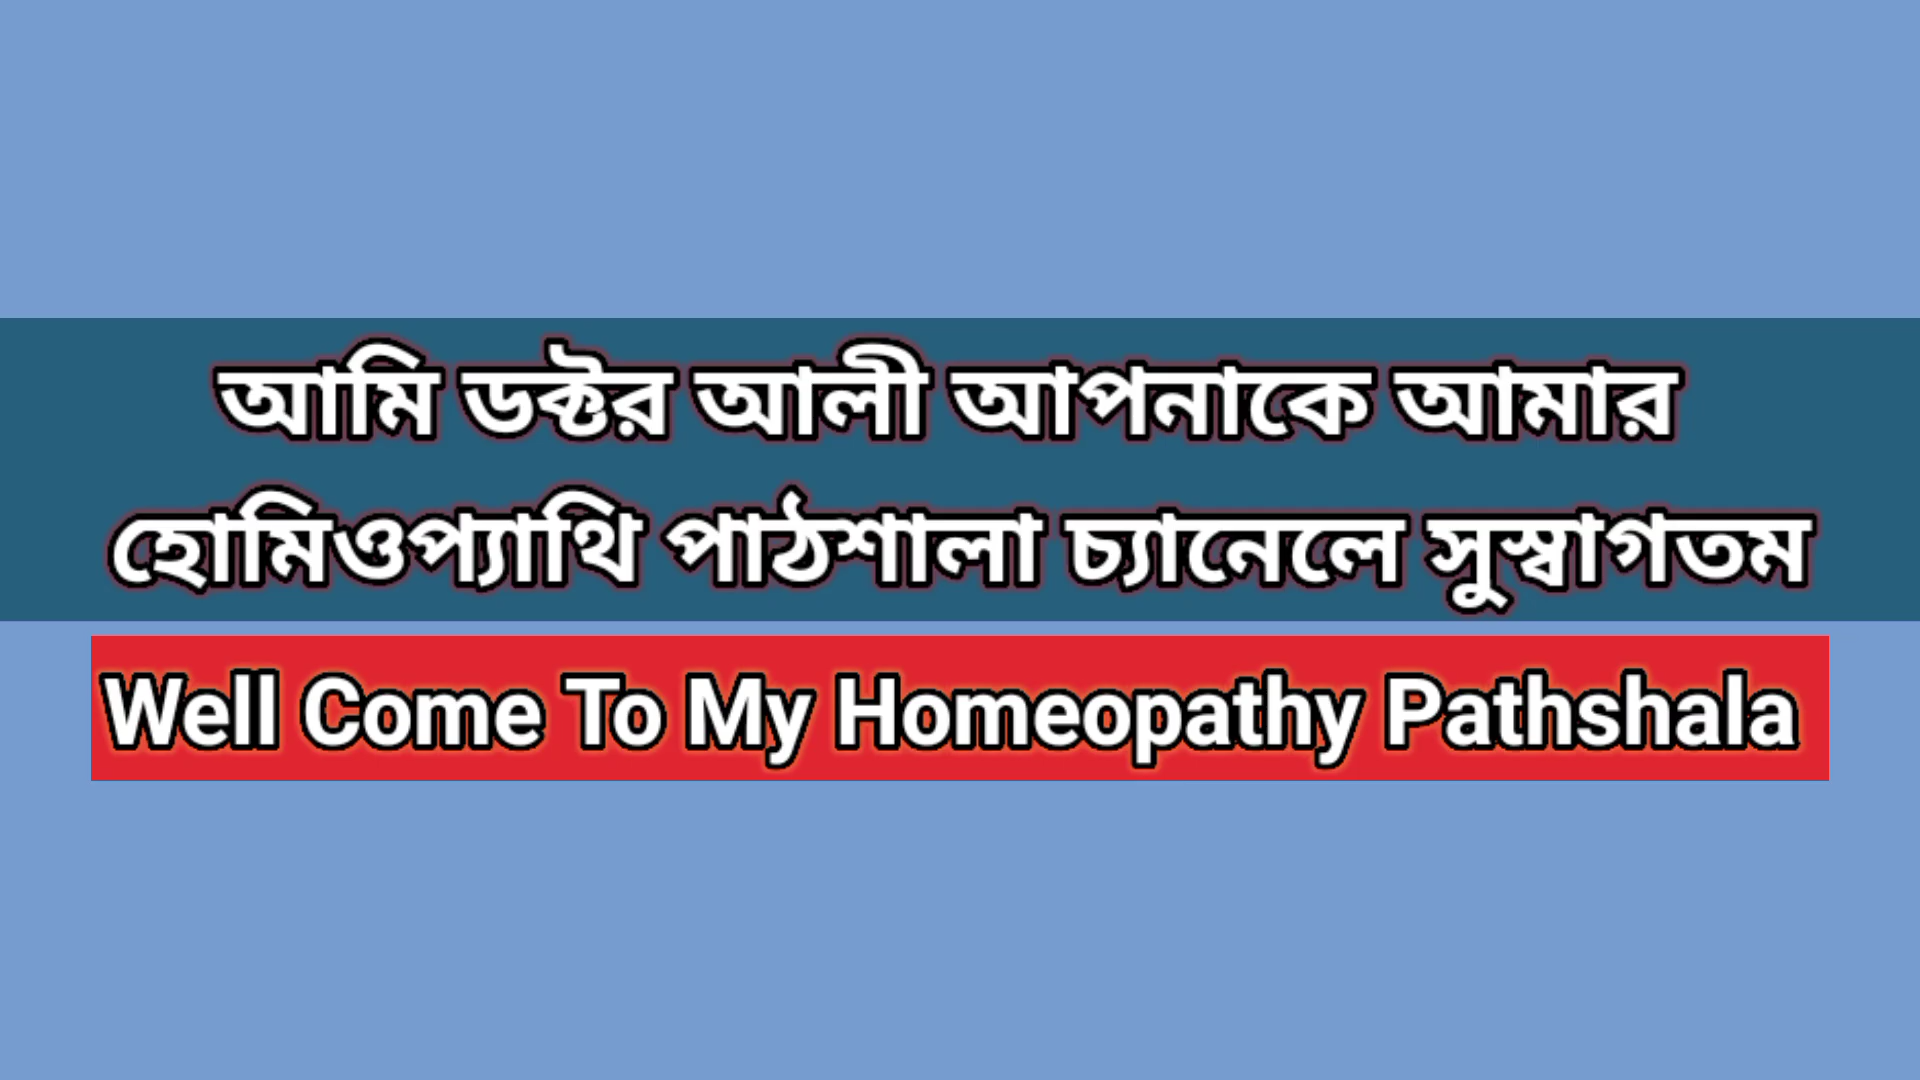 আমি ডক্টর আলী আপনাকে আমার
হোমিওপ্যাথি পাঠশালা চ্যানেলে সুস্বাগতম
Well Come To My Homeopathy Pathshala